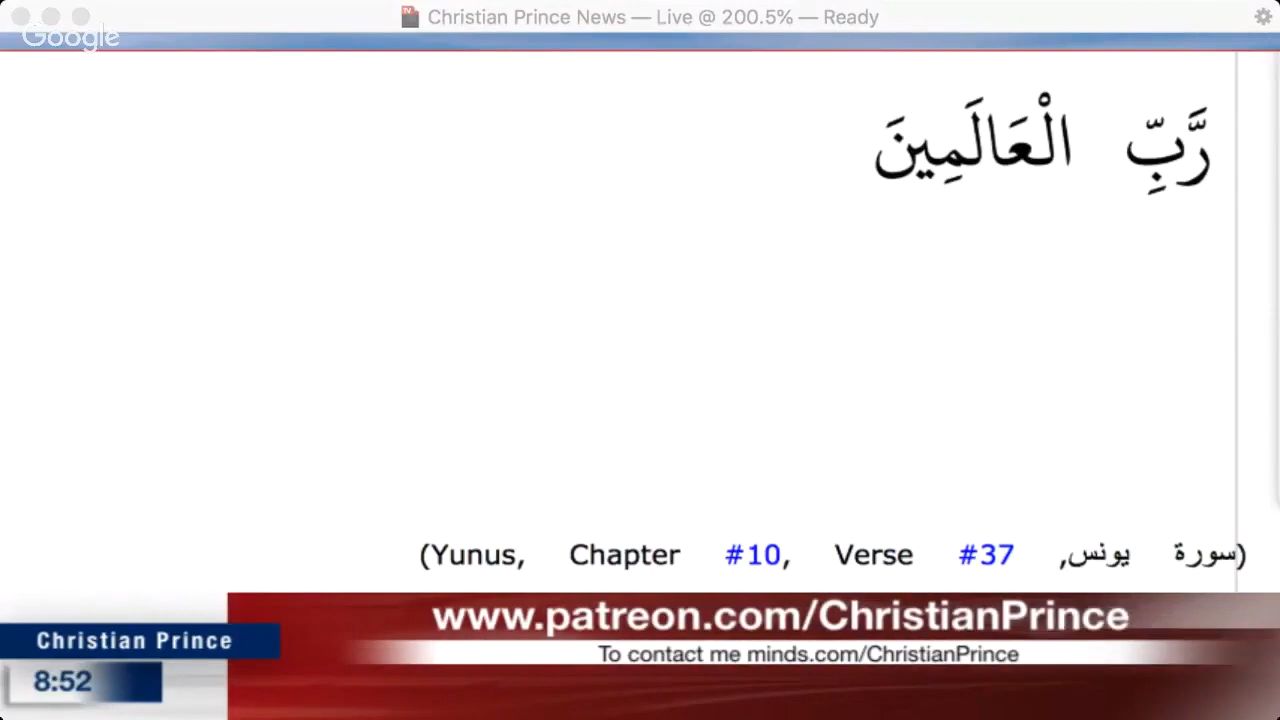 Christian Prince News — Live @ 200.5% — Ready
Google
رَّبِّ الْعَالَمِينَ
(Yunus, Chapter #10, Verse #37 ,سورة يونس)
www.patreon.com/ChristianPrince
Christian Prince
To contact me minds.com/ChristianPrince
8:52